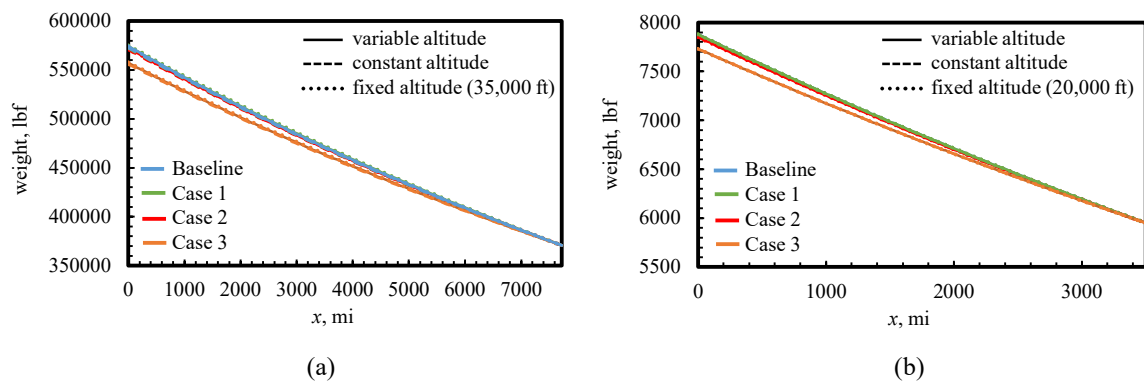 600000
550000
500000
450000
400000
350000
weight, lbf
variable altitude
constant altitude
fixed altitude (35,000 ft)
Baseline
Case 1
Case 2
Case 3
0 1000 2000 3000 4000 5000 6000 7000
x, mi
(a)
8000
7500
7000
6500
6000
5500
weight, lbf
variable altitude
constant altitude
fixed altitude (20,000 ft)
Baseline
Case 1
Case 2
Case 3
0 1000 2000 3000
x, mi
(b)